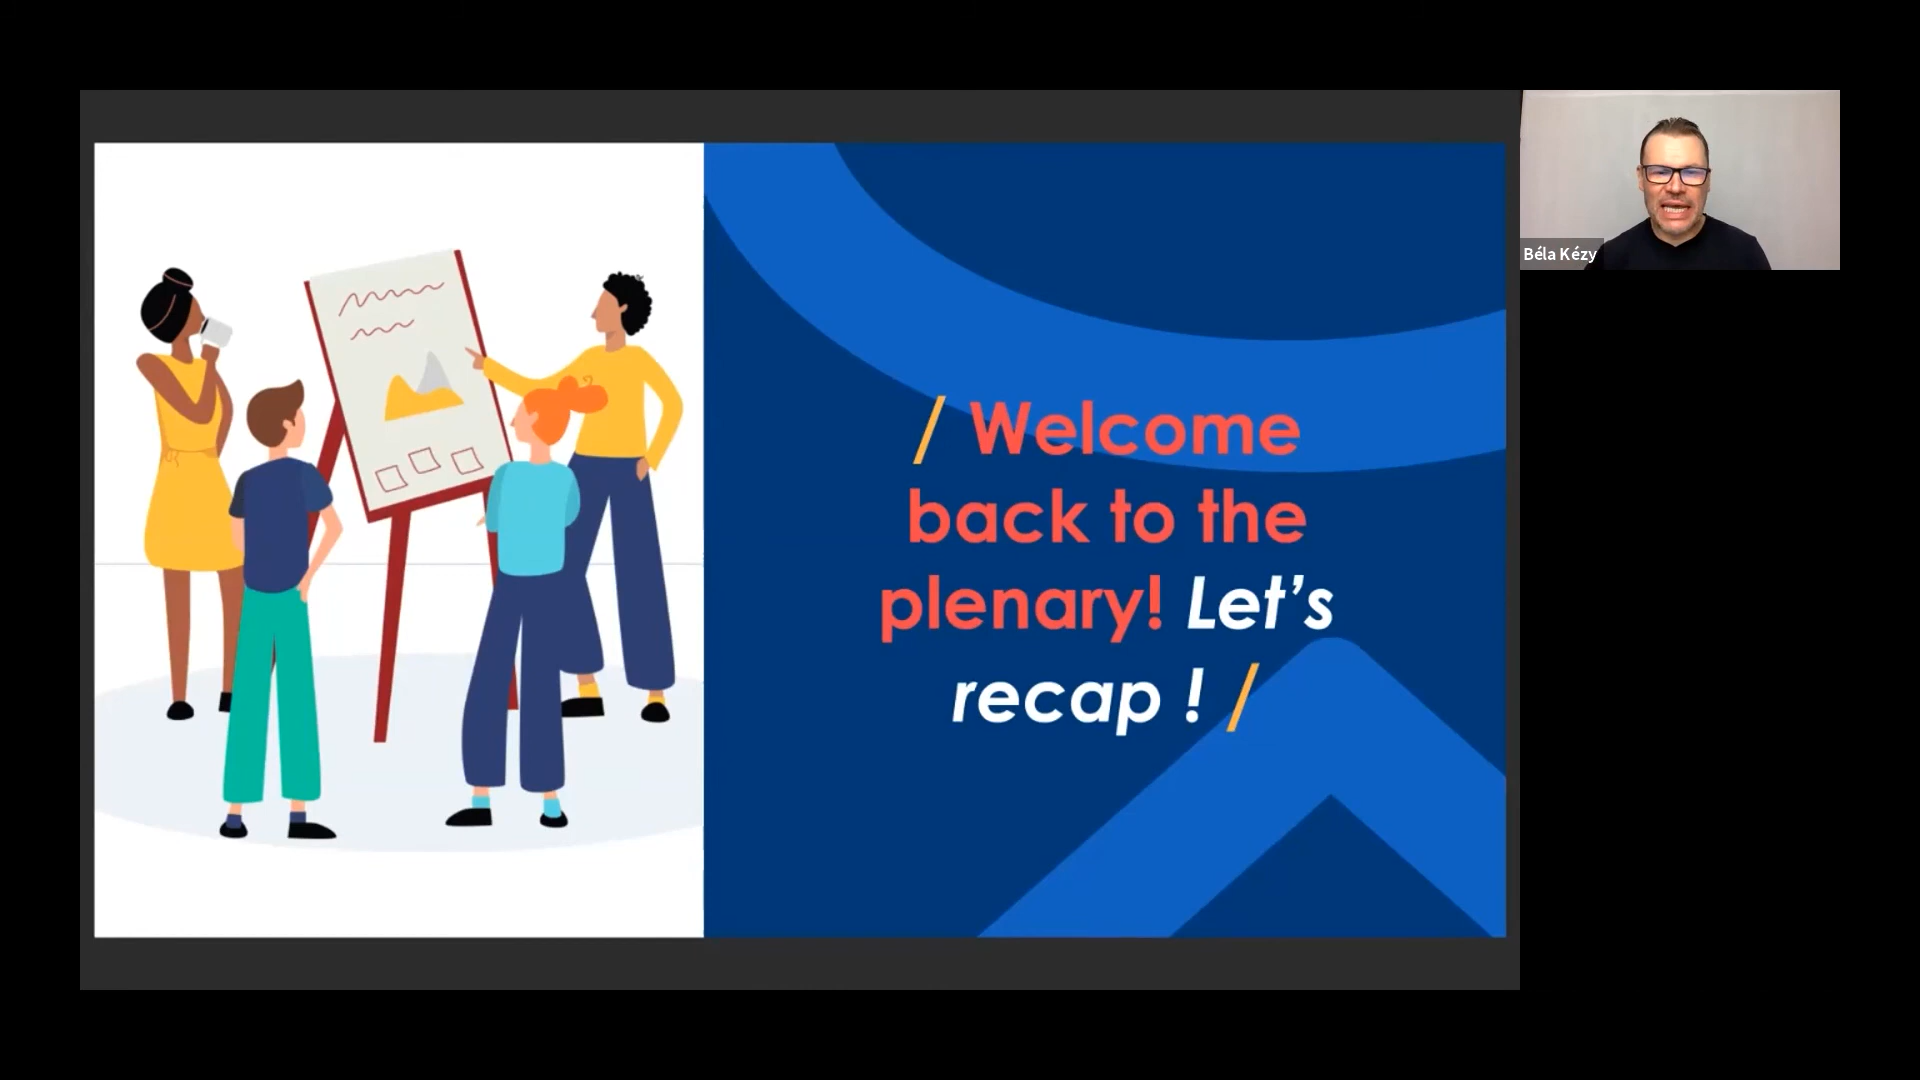 / Welcome
back to the
plenary! Let’s
recap ! /
Béla Kézy